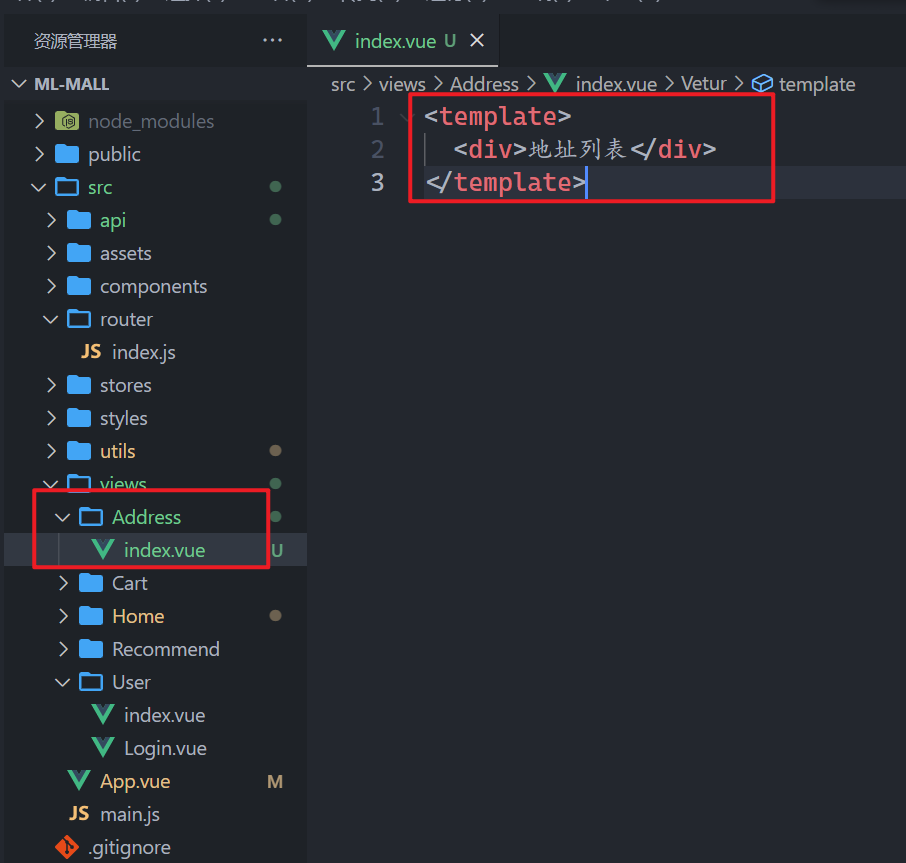 资源管理器 ···
index.vue U
ML-MALL
src > views > Address > index.vue > Vetur > template
node_modules
public
src
api
assets
components
router
JS index.js
stores
styles
utils
views
Address
index.vue U
Cart
Home
Recommend
User
index.vue
Login.vue
App.vue M
JS main.js
.gitignore
1 <template>
2 <div>地址列表</div>
3 </template>